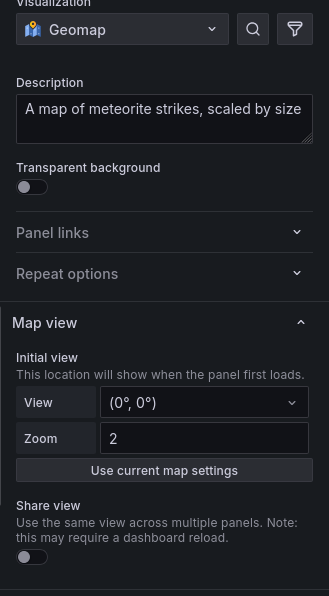 Visualization
Geomap
Description
A map of meteorite strikes, scaled by size
Transparent background
Panel links
Repeat options
Map view
Initial view
This location will show when the panel first loads.
View
(0°, 0°)
Zoom
2
Use current map settings
Share view
Use the same view across multiple panels. Note:
this may require a dashboard reload.